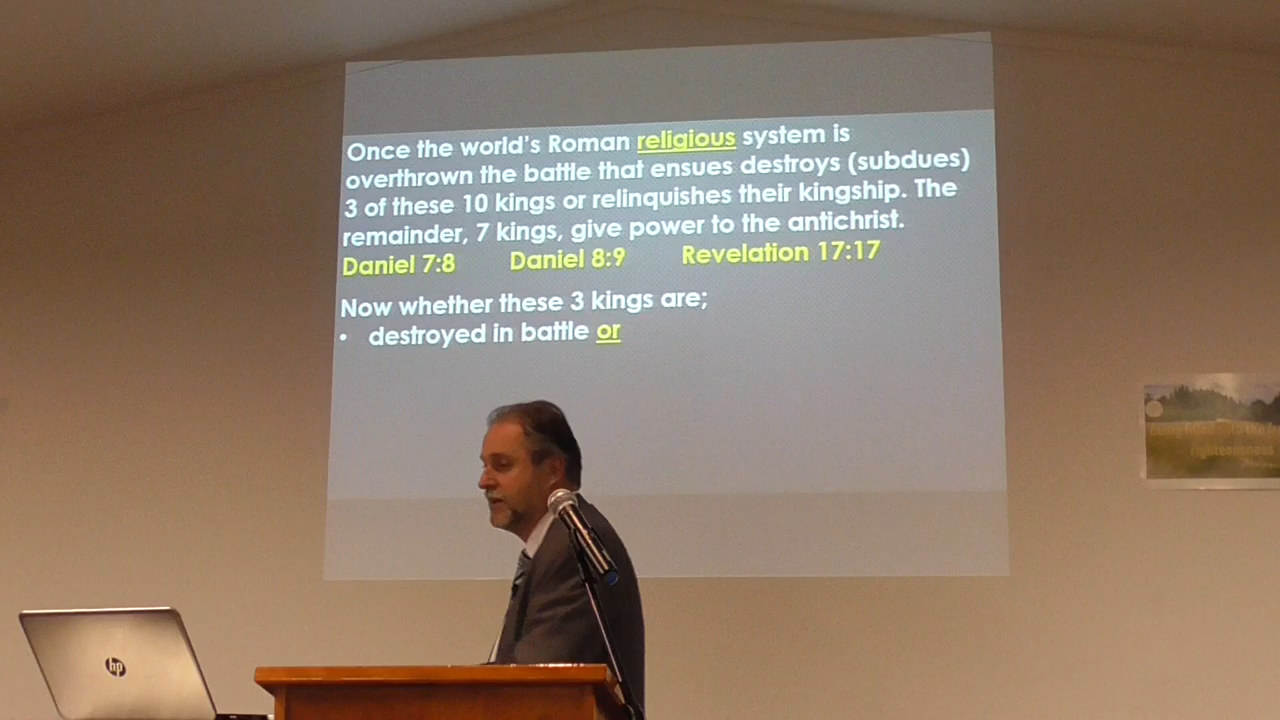 Once the world's Roman religious system is
overthrown the battle that ensues destroys (subdues)
3 of these 10 kings or relinquishes their kingship. The
remainder, 7 kings, give power to the antichrist.
Daniel 7:8 Daniel 8:9 Revelation 17:17
Now whether these 3 kings are;
• destroyed in battle or
righteousness
hp